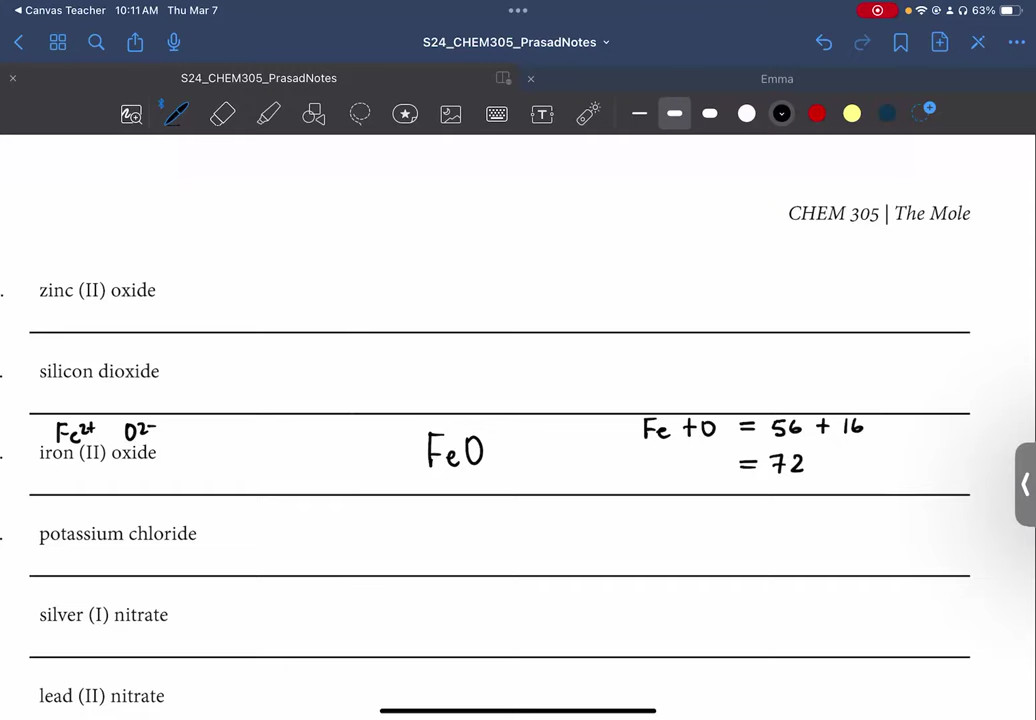 Canvas Teacher 10:11 AM Thu Mar 7 63%
S24_CHEM305_PrasadNotes
S24_CHEM305_PrasadNotes Emma
CHEM 305 | The Mole
. zinc (II) oxide
. silicon dioxide
Fe²⁺ O²⁻
. iron (II) oxide FeO Fe + O = 56 + 16
= 72
. potassium chloride
silver (I) nitrate
lead (II) nitrate